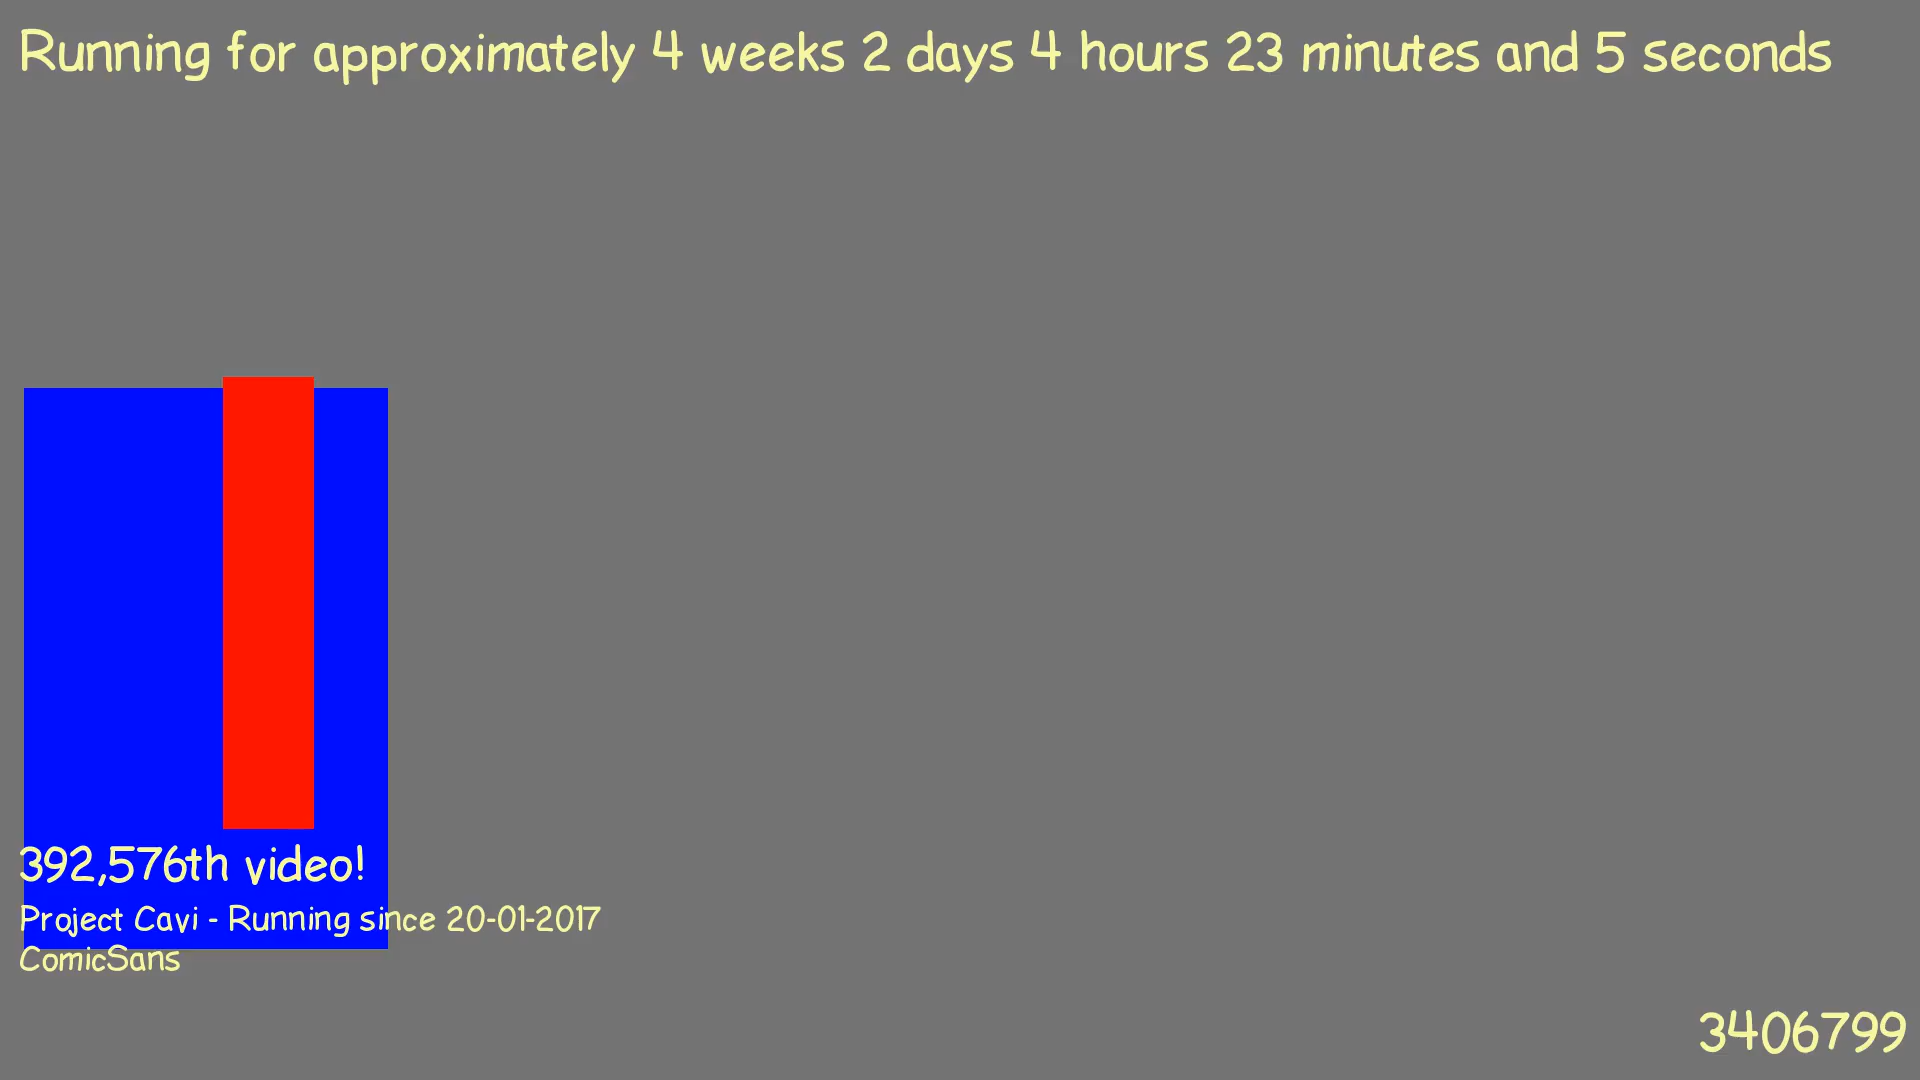 Running for approximately 4 weeks 2 days 4 hours 23 minutes and 5 seconds
392,576th video!
Project Cavi - Running since 20-01-2017
ComicSans
3406799